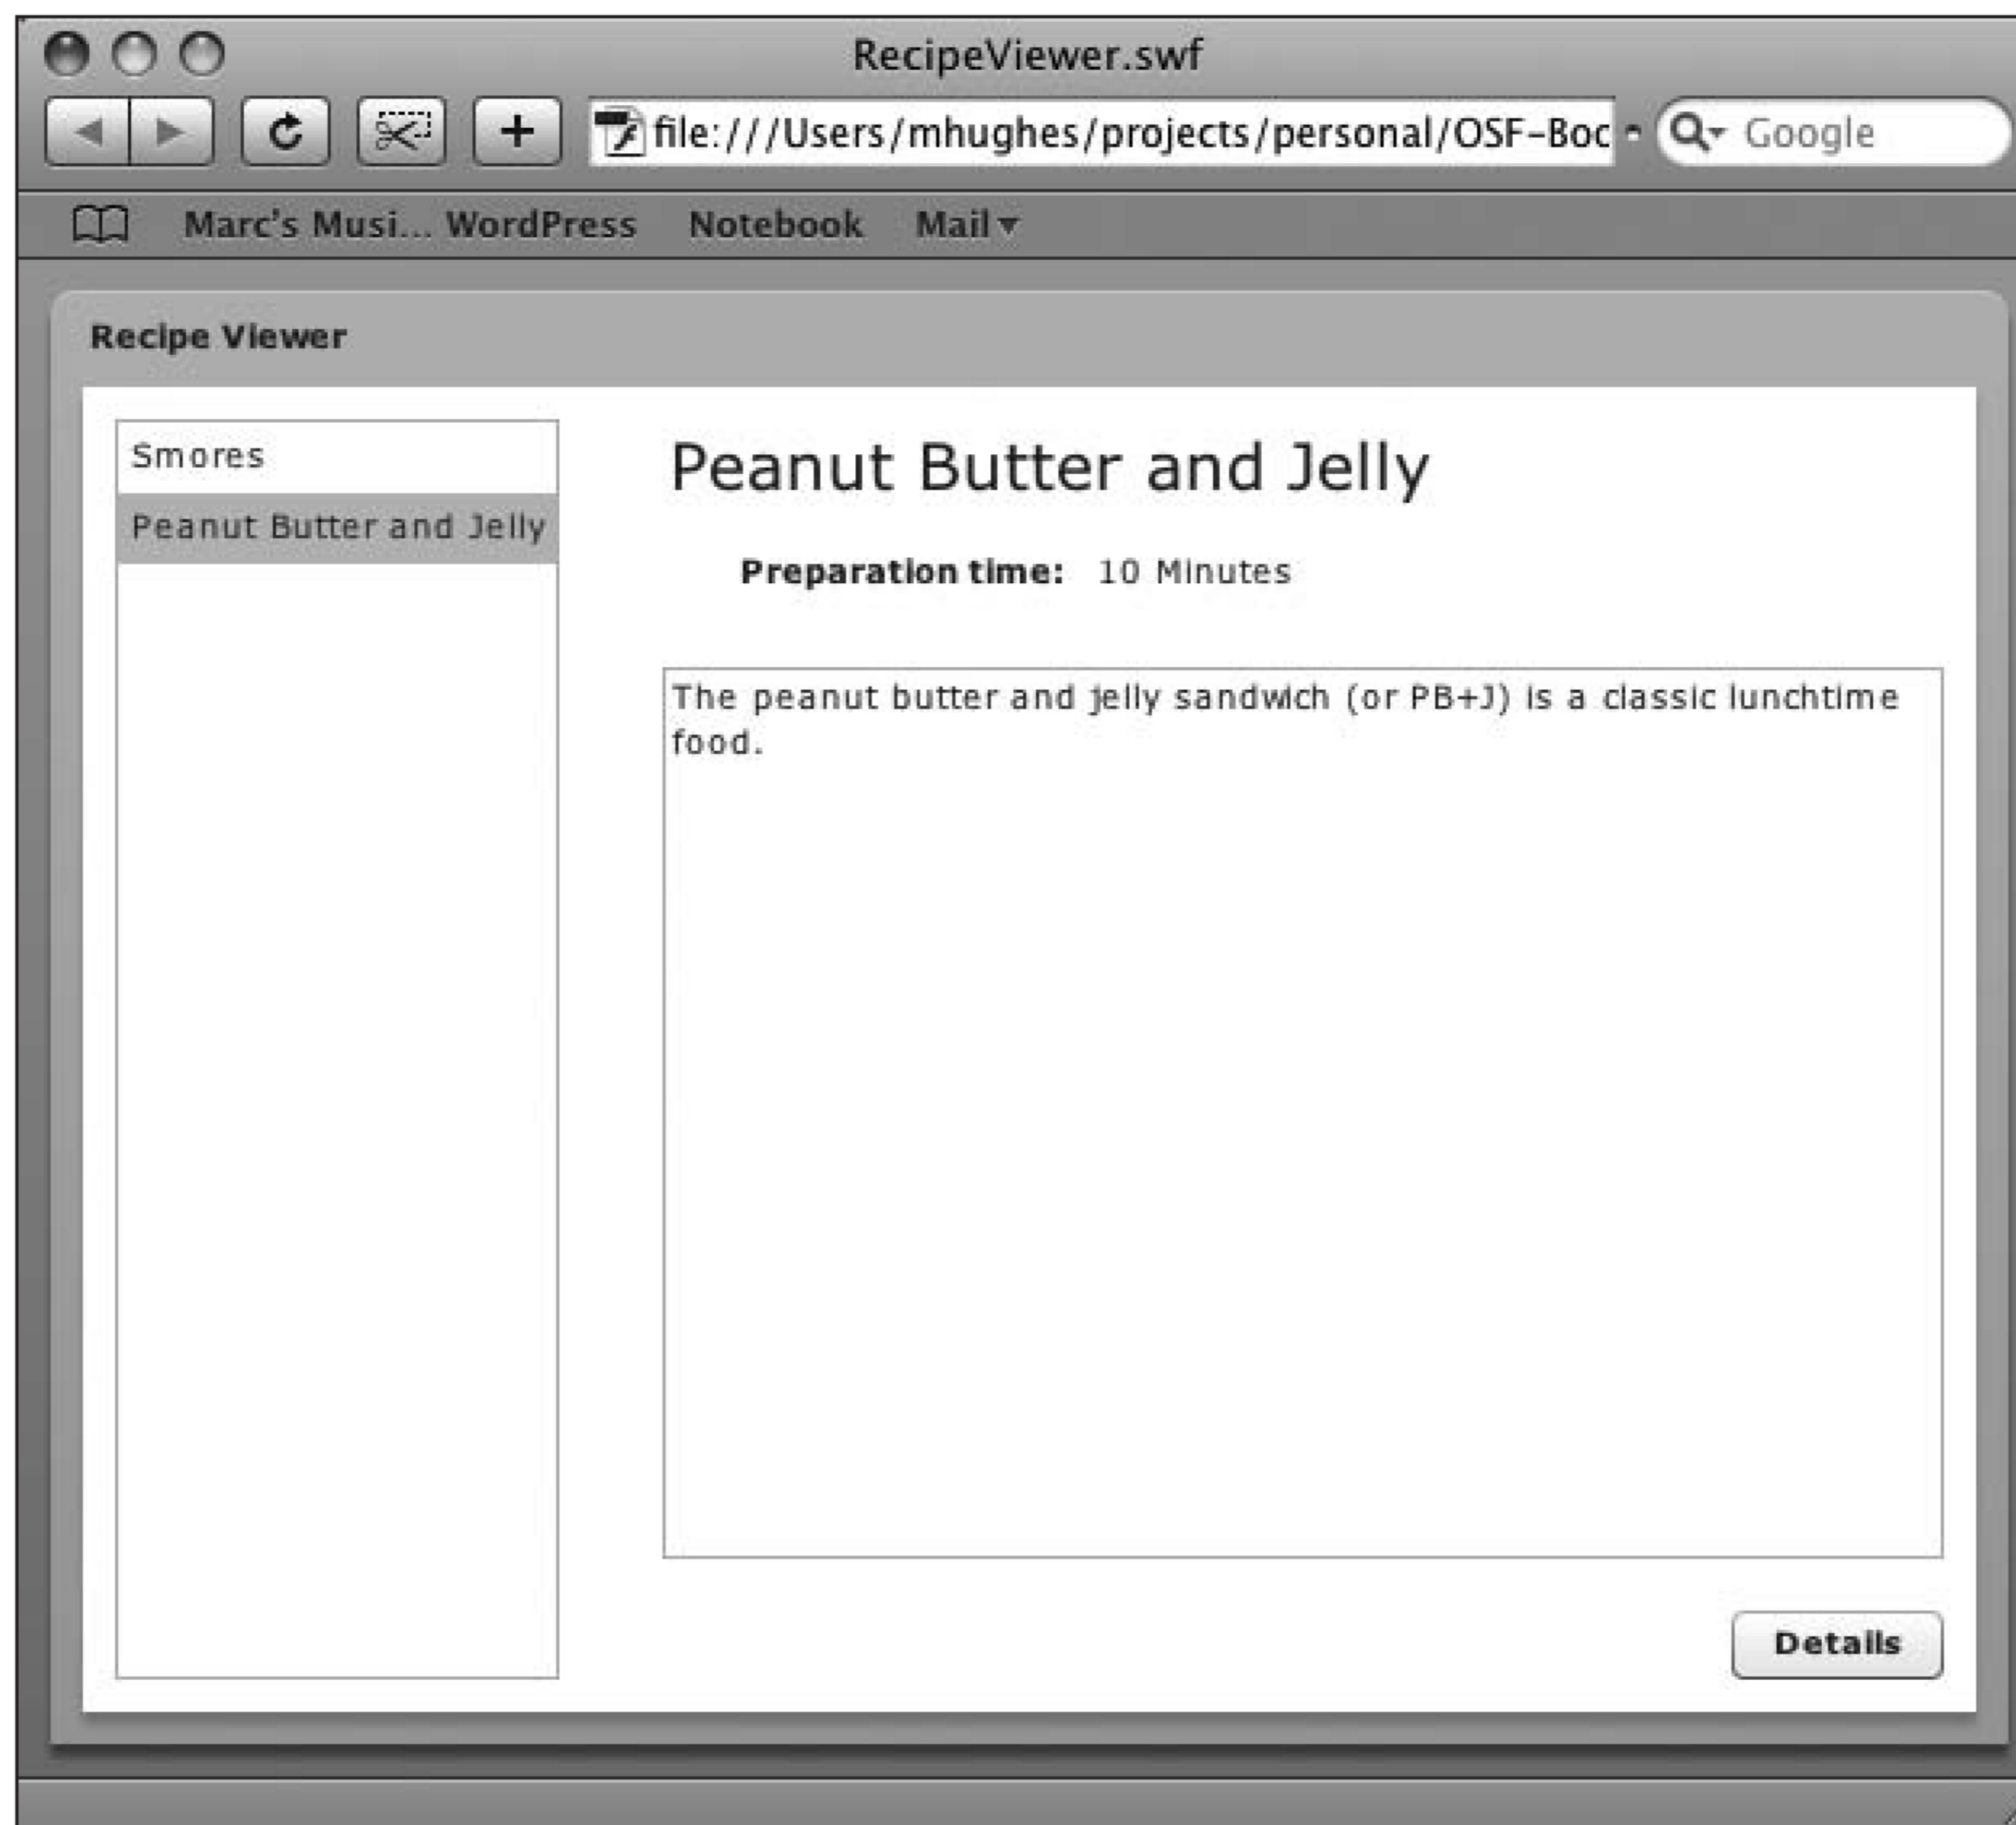 RecipeViewer.swf
file:///Users/mhughes/projects/personal/OSF-Boc
Google
Marc's Musi... WordPress Notebook Mail
Recipe Viewer
Smores
Peanut Butter and Jelly
Peanut Butter and Jelly
Preparation time: 10 Minutes
The peanut butter and jelly sandwich (or PB+J) is a classic lunchtime
food.
Details